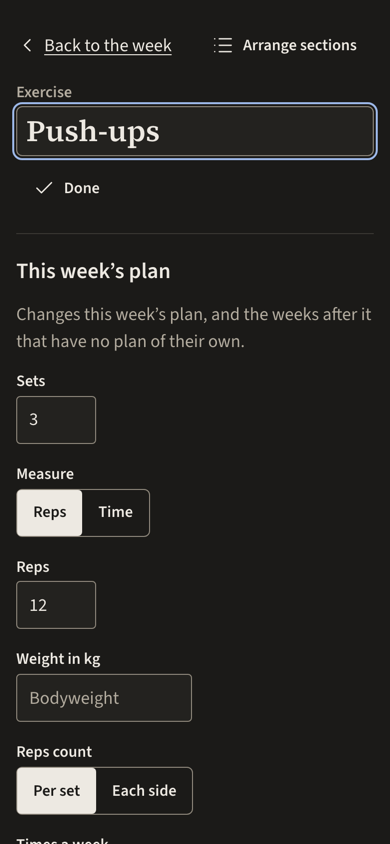 Back to the week
Arrange sections
Exercise
Push-ups
Done
This week’s plan
Changes this week’s plan, and the weeks after it
that have no plan of their own.
Sets
3
Measure
Reps
Time
Reps
12
Weight in kg
Bodyweight
Reps count
Per set
Each side
Times a week